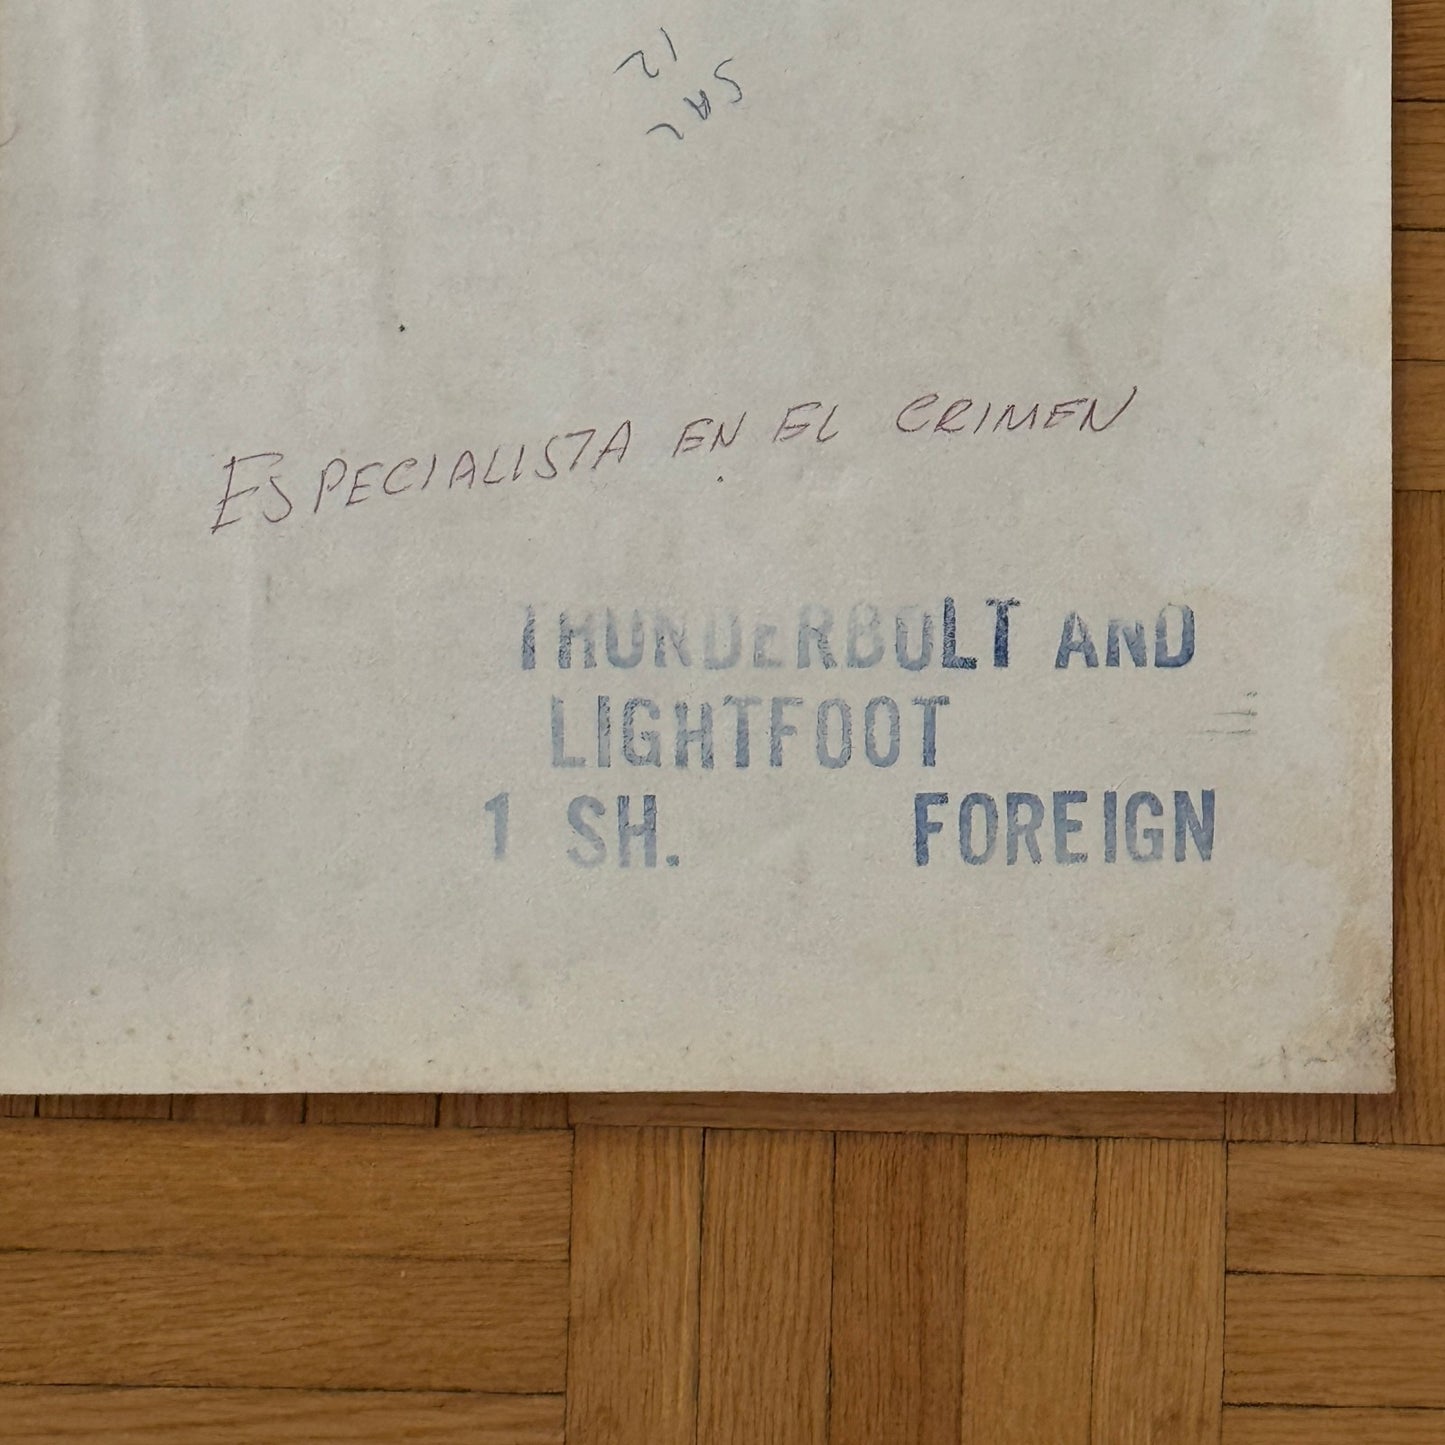 SAL
12
ESPECIALISTA EN EL CRIMEN
THUNDERBOLT AND
LIGHTFOOT
1 SH. FOREIGN